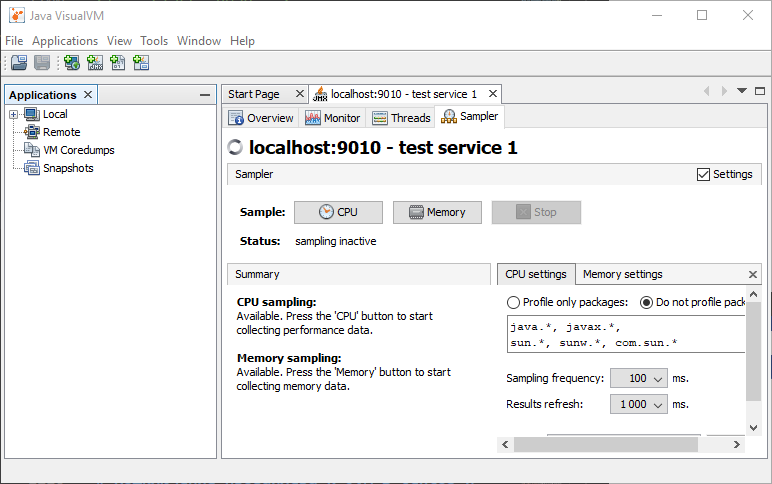 Java VisualVM
File Applications View Tools Window Help
Applications
Start Page
JMX
localhost:9010 - test service 1
Local
Remote
VM Coredumps
Snapshots
Overview Monitor Threads Sampler
localhost:9010 - test service 1
Sampler
Settings
Sample: CPU Memory Stop
Status: sampling inactive
Summary
CPU sampling:
Available. Press the 'CPU' button to start
collecting performance data.
Memory sampling:
Available. Press the 'Memory' button to start
collecting memory data.
CPU settings Memory settings
Profile only packages: Do not profile pack
java.*, javax.*,
sun.*, sunw.*, com.sun.*
Sampling frequency: 100 ms.
Results refresh: 1 000 ms.